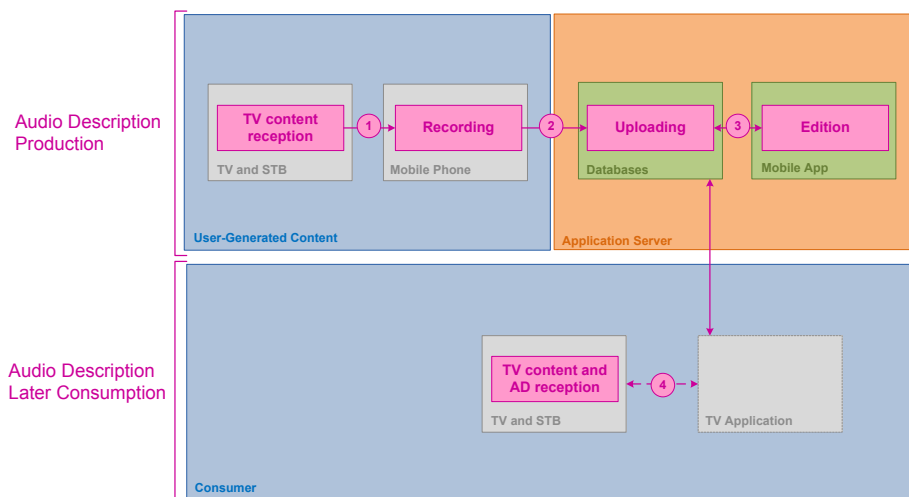 Audio Description
Production
TV content
reception
1
Recording
2
Uploading
3
Edition
TV and STB
Mobile Phone
Databases
Mobile App
User-Generated Content
Application Server
Audio Description
Later Consumption
TV content and
AD reception
4
TV and STB
TV Application
Consumer